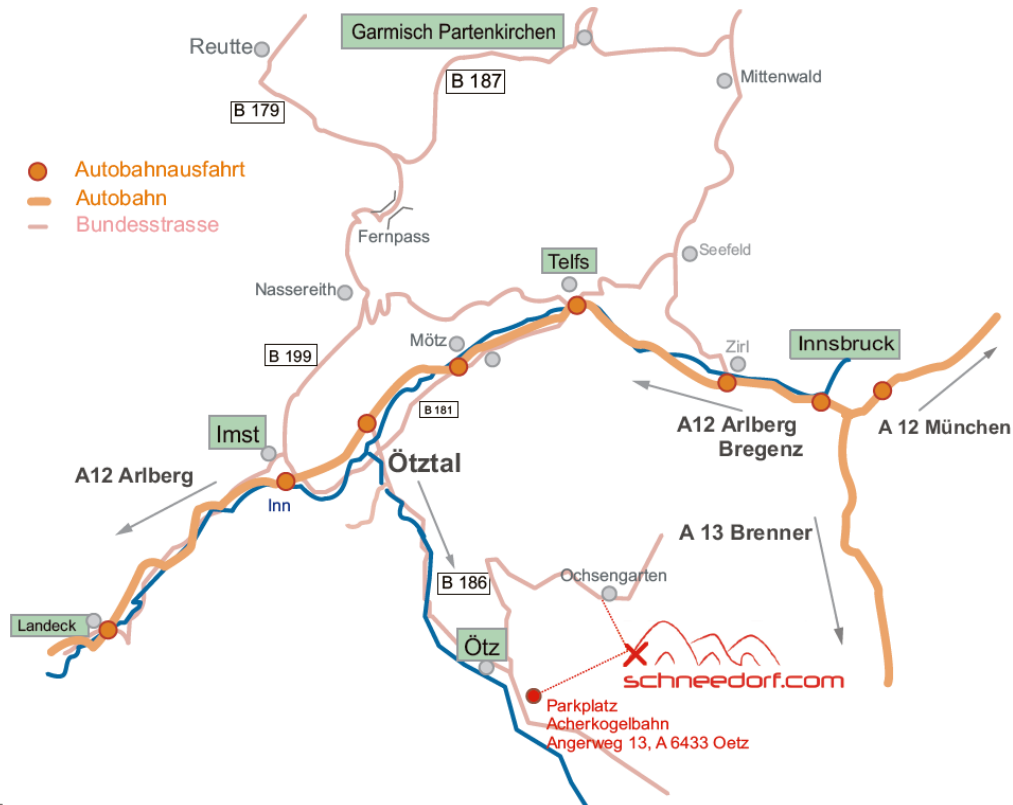 Garmisch Partenkirchen
Reutte
Mittenwald
B 187
B 179
Autobahnausfahrt
Autobahn
Bundesstrasse
Fernpass
Seefeld
Telfs
Nassereith
Mötz
Zirl
Innsbruck
B 199
B 181
A12 Arlberg
Bregenz
A 12 München
Imst
Ötztal
A12 Arlberg
Inn
A 13 Brenner
B 186
Ochsengarten
Landeck
Ötz
schneedorf.com
Parkplatz
Acherkogelbahn
Angerweg 13, A 6433 Oetz